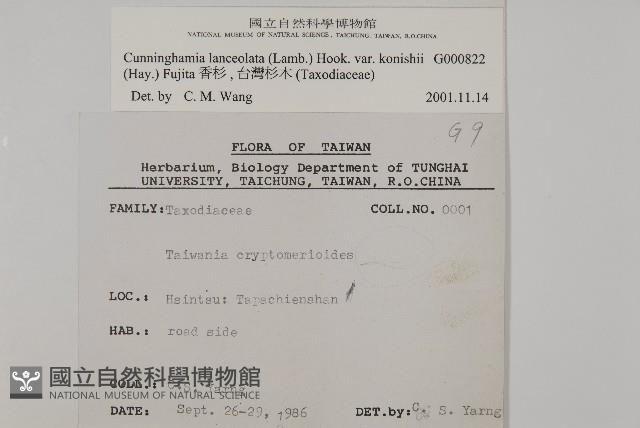 國立自然科學博物館
NATIONAL MUSEUM OF NATURAL SCIENCE, TAICHUNG, TAIWAN, R.O.CHINA
Cunninghamia lanceolata (Lamb.) Hook. var. konishii G000822
(Hay.) Fujita 香杉 , 台灣杉木 (Taxodiaceae)
Det. by C. M. Wang 2001.11.14
G 9
FLORA OF TAIWAN
Herbarium, Biology Department of TUNGHAI
UNIVERSITY, TAICHUNG, TAIWAN, R.O.CHINA
FAMILY: Taxodiaceae COLL.NO. 0001
Taiwania cryptomerioides
LOC.: Hsintsu: Tapachienshan
HAB.: road side
COLL.: Yarng
國立自然科學博物館
NATIONAL MUSEUM OF NATURAL SCIENCE
DATE: Sept. 26-29, 1986 DET.by: C. S. Yarng